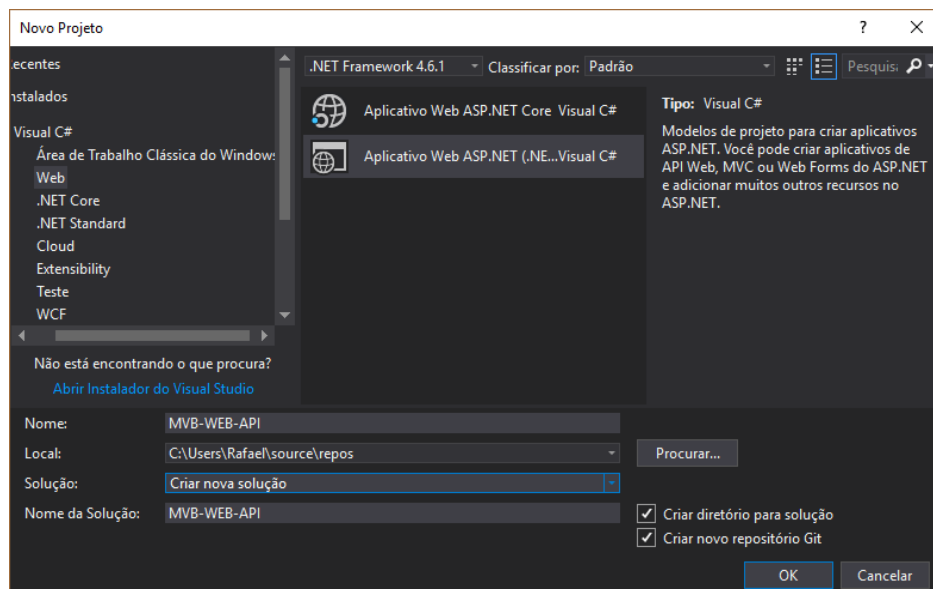 Novo Projeto
?
ecentes
nstalados
Visual C#
Área de Trabalho Clássica do Window
Web
.NET Core
.NET Standard
Cloud
Extensibility
Teste
WCF
Não está encontrando o que procura?
Abrir Instalador do Visual Studio
.NET Framework 4.6.1 Classificar por: Padrão Pesquis
Aplicativo Web ASP.NET Core Visual C#
Aplicativo Web ASP.NET (.NE...Visual C#
Tipo: Visual C#
Modelos de projeto para criar aplicativos
ASP.NET. Você pode criar aplicativos de
API Web, MVC ou Web Forms do ASP.NET
e adicionar muitos outros recursos no
ASP.NET.
Nome: MVB-WEB-API
Local: C:\Users\Rafael\source\repos Procurar...
Solução: Criar nova solução
Nome da Solução: MVB-WEB-API
Criar diretório para solução
Criar novo repositório Git
OK Cancelar